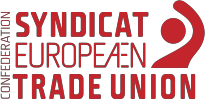 CONFEDERATION
SYNDICAT
EUROPEÆN
TRADE UNION